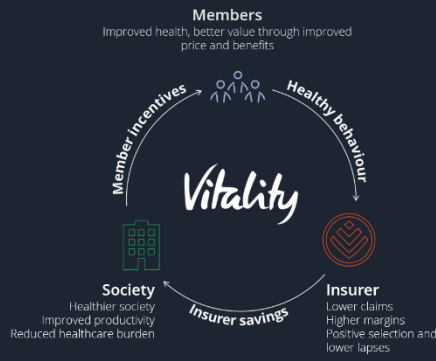 Members
Improved health, better value through improved
price and benefits
Member incentives
Healthy behaviour
Vitality
Society
Healthier society
Improved productivity
Reduced healthcare burden
Insurer savings
Insurer
Lower claims
Higher margins
Positive selection and
lower lapses